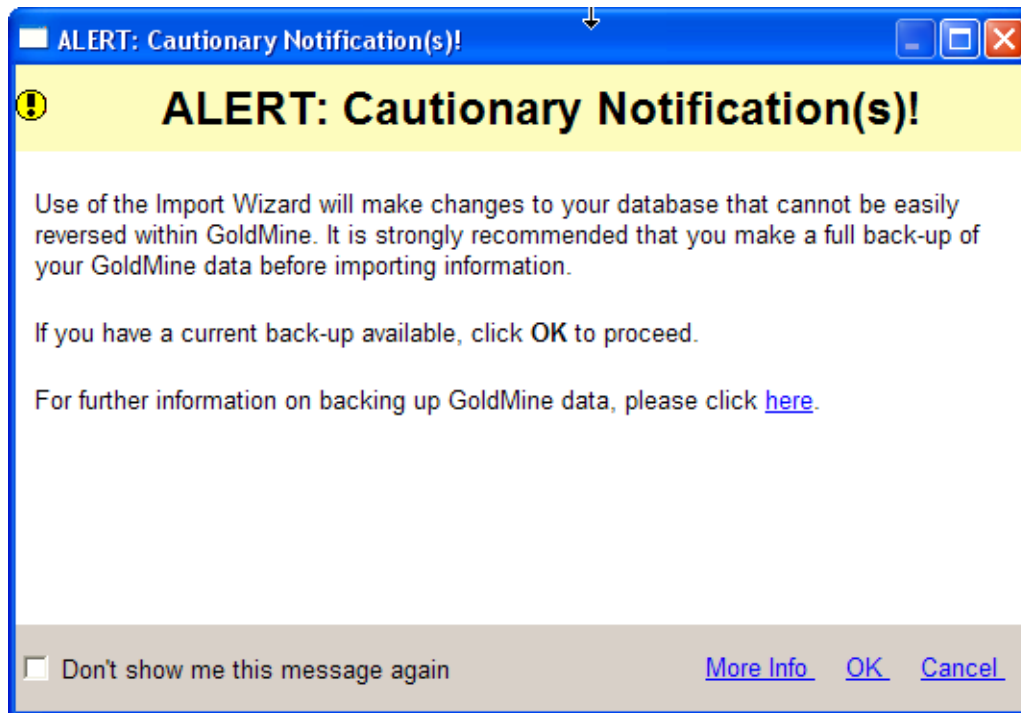 ALERT: Cautionary Notification(s)!
ALERT: Cautionary Notification(s)!
Use of the Import Wizard will make changes to your database that cannot be easily
reversed within GoldMine. It is strongly recommended that you make a full back-up of
your GoldMine data before importing information.
If you have a current back-up available, click OK to proceed.
For further information on backing up GoldMine data, please click here.
Don't show me this message again More Info OK Cancel